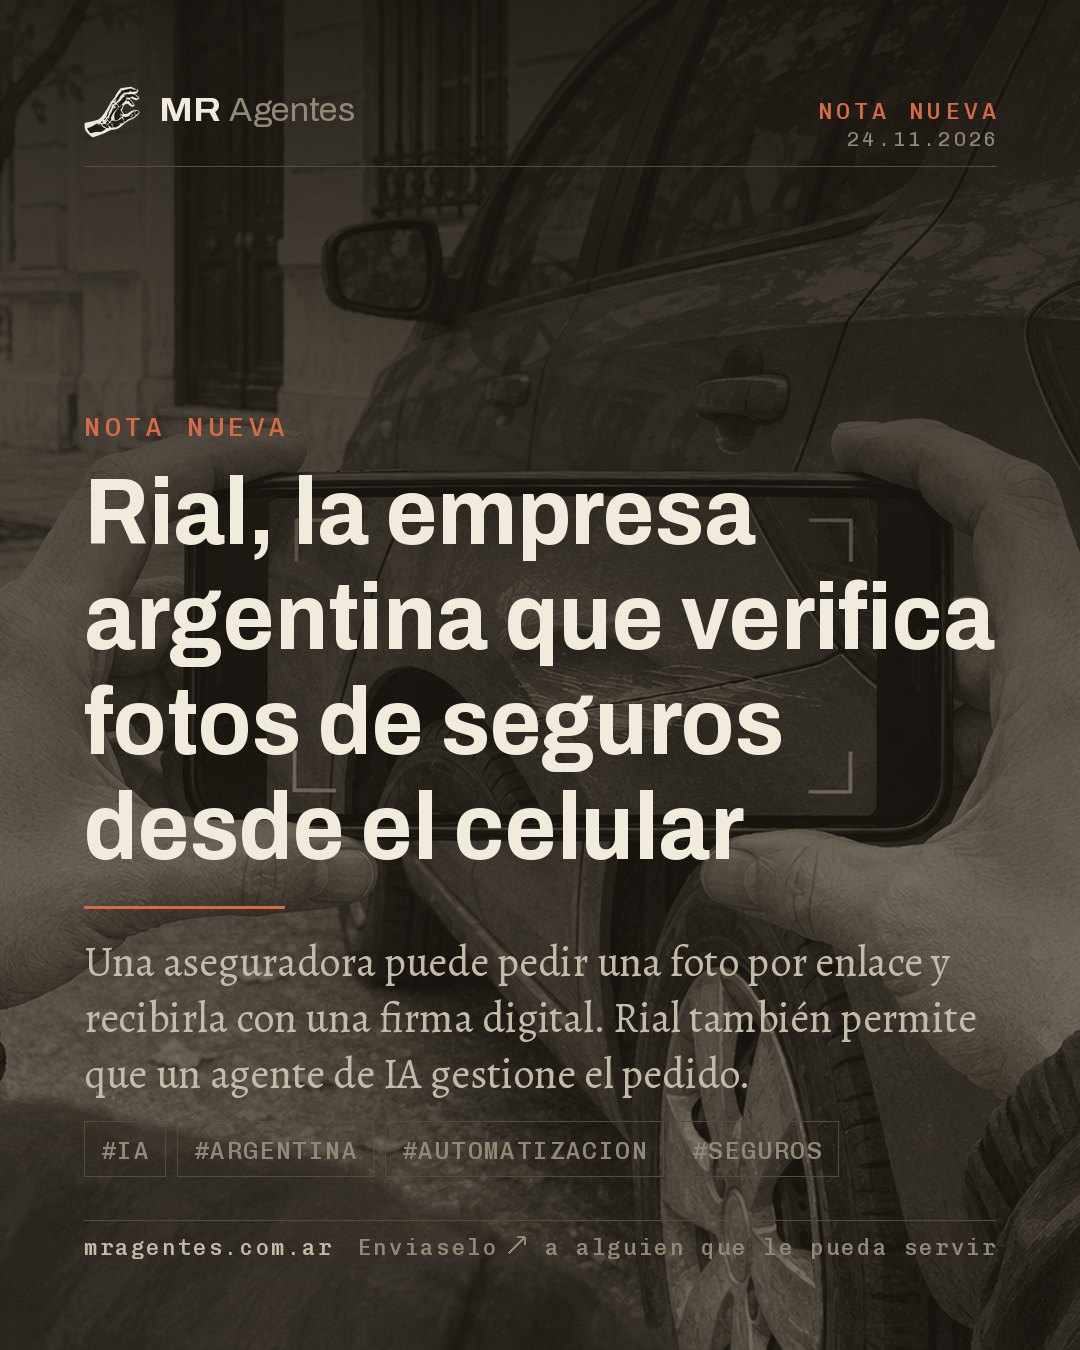 MR Agentes
NOTA NUEVA
24.11.2026
NOTA NUEVA
Rial, la empresa
argentina que verifica
fotos de seguros
desde el celular
Una aseguradora puede pedir una foto por enlace y
recibirla con una firma digital. Rial también permite
que un agente de IA gestione el pedido.
#IA #ARGENTINA #AUTOMATIZACION #SEGUROS
mragentes.com.ar Enviaselo ↗ a alguien que le pueda servir